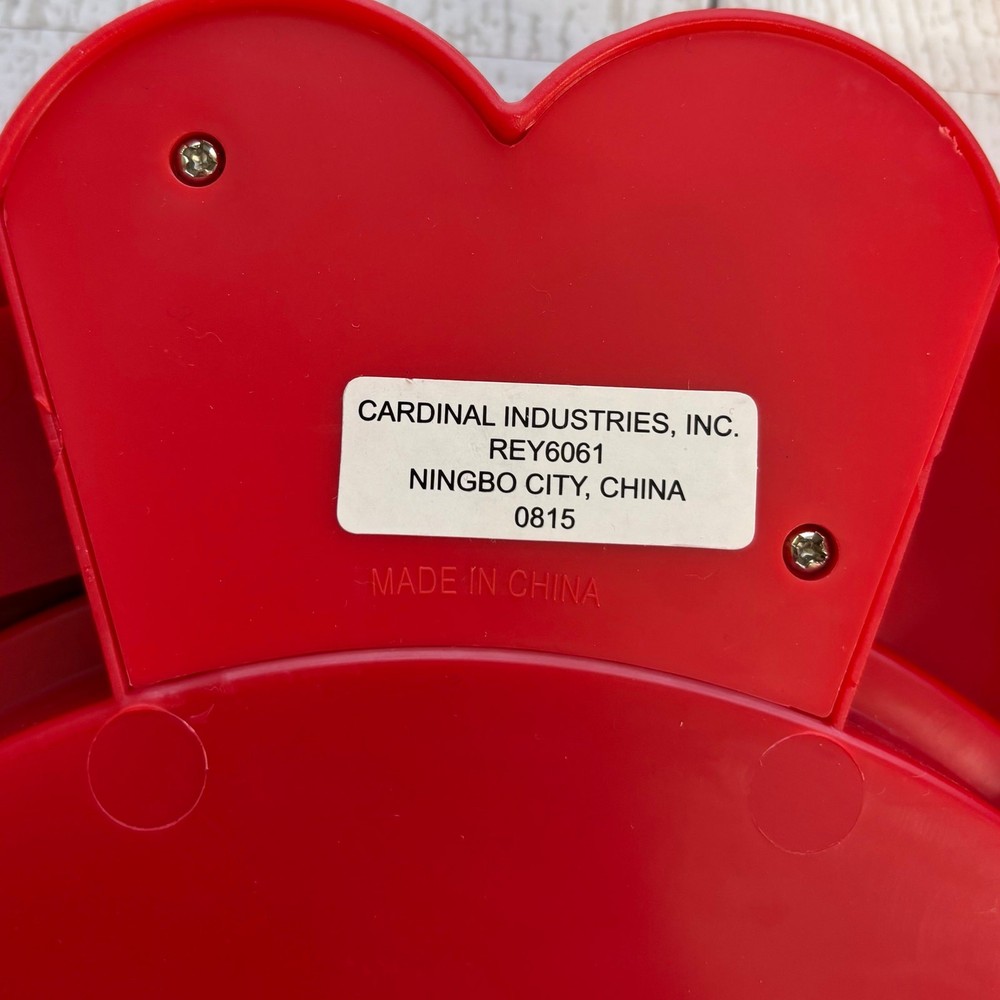 CARDINAL INDUSTRIES, INC.
REY6061
NINGBO CITY, CHINA
0815
MADE IN CHINA